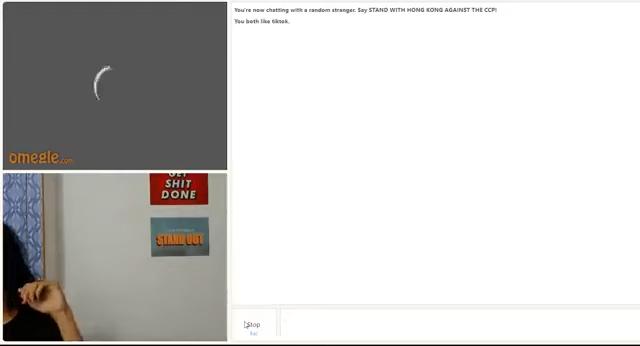 You're now chatting with a random stranger. Say STAND WITH HONG KONG AGAINST THE CCP!
You both like tiktok.
omegle.com
GET
SHIT
DONE
STAND OUT
Stop
Esc